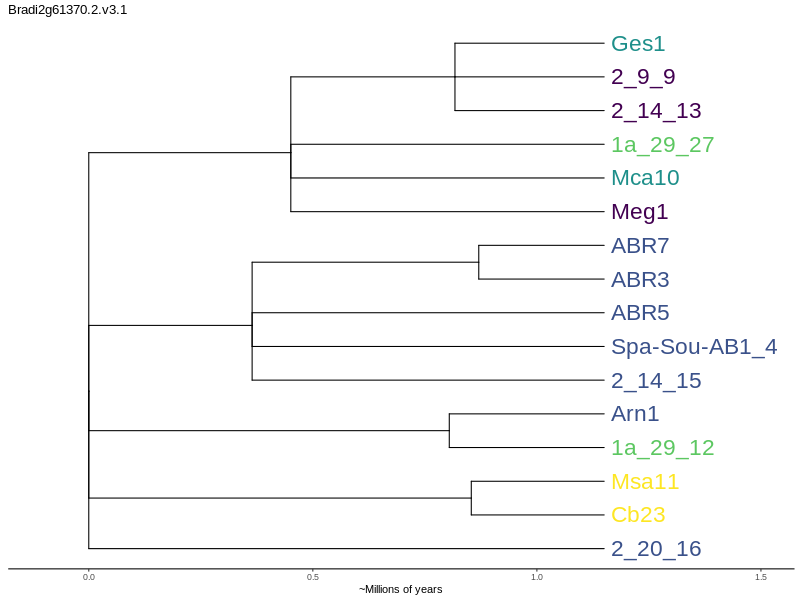 Bradi2g61370.2.v3.1
Ges1
2_9_9
2_14_13
1a_29_27
Mca10
Meg1
ABR7
ABR3
ABR5
Spa-Sou-AB1_4
2_14_15
Arn1
1a_29_12
Msa11
Cb23
2_20_16
0.0 0.5 1.0 1.5
~Millions of years